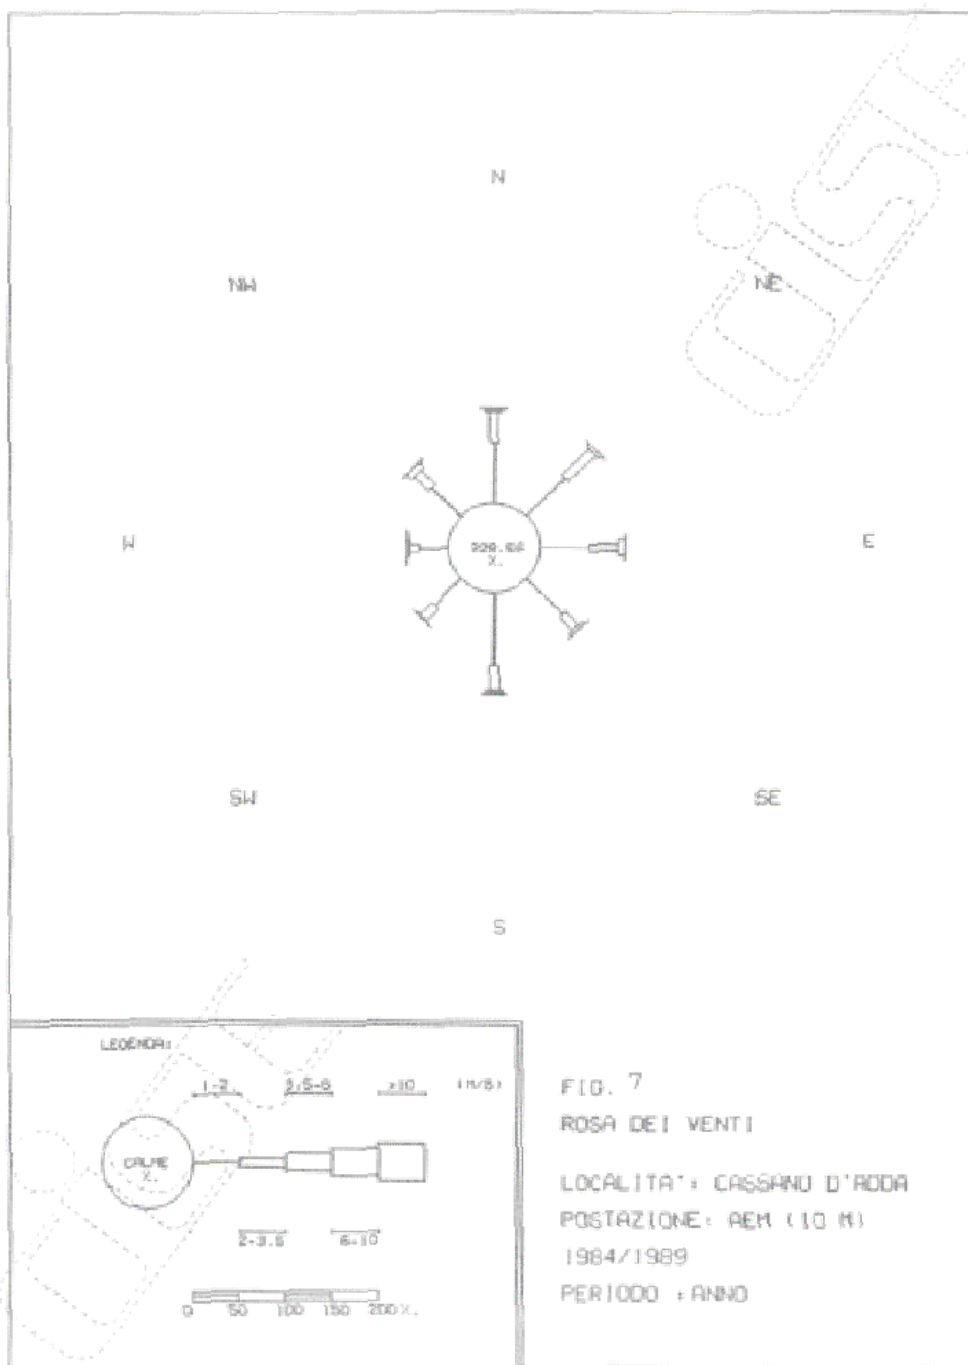 N
NW
NE
W
E
%.
SW
SE
S
LEGENDA:
1-2
3.5-6
>10
(M/S)
CALME
%.
2-3.5
6-10
0 50 100 150 200 %.
FIG. 7
ROSA DEI VENTI
LOCALITA': CASSANO D'ADDA
POSTAZIONE: AEM (10 M)
1984/1989
PERIODO : ANNO